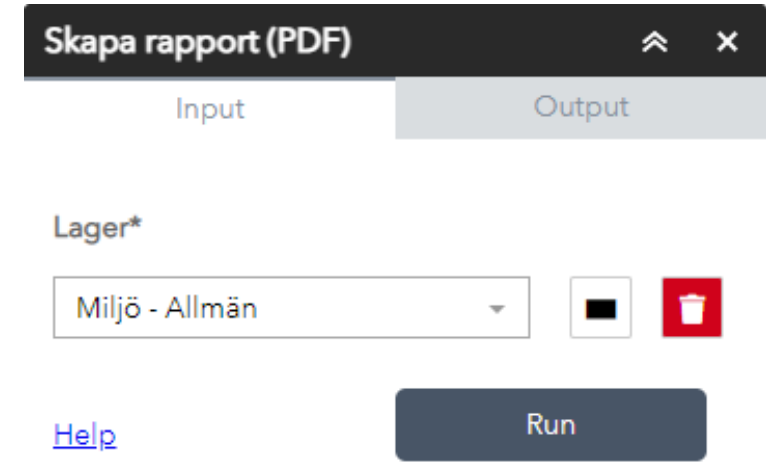 Skapa rapport (PDF)
Input Output
Lager*
Miljö - Allmän
Help Run